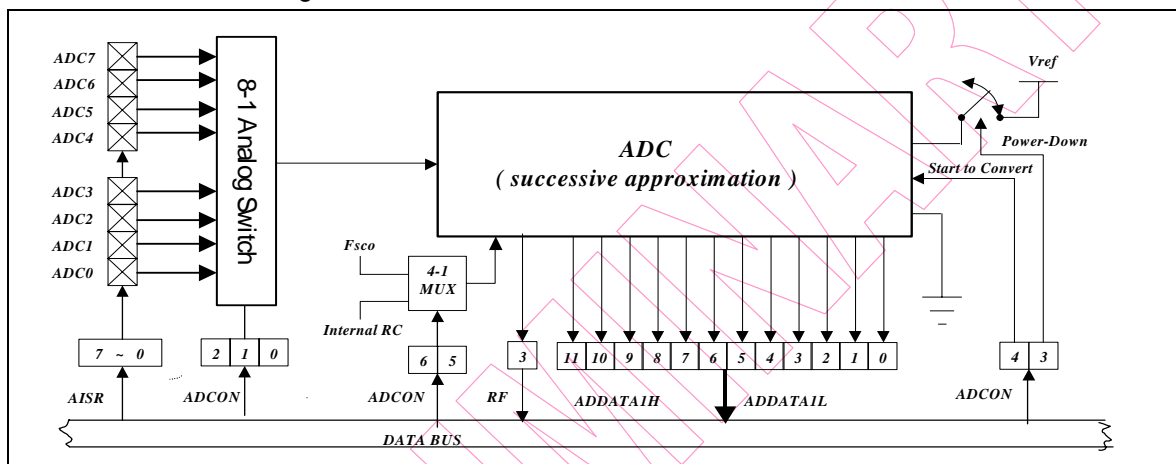 ADC7
ADC6
ADC5
ADC4
ADC3
ADC2
ADC1
ADC0
8-1 Analog Switch
ADC
( successive approximation )
Vref
Power-Down
Start to Convert
Fsco
4-1
MUX
Internal RC
7 ~ 0
2 1 0
6 5
3
11 10 9 8 7 6 5 4 3 2 1 0
4 3
AISR
ADCON
ADCON
RF
ADDATA1H
ADDATA1L
ADCON
DATA BUS